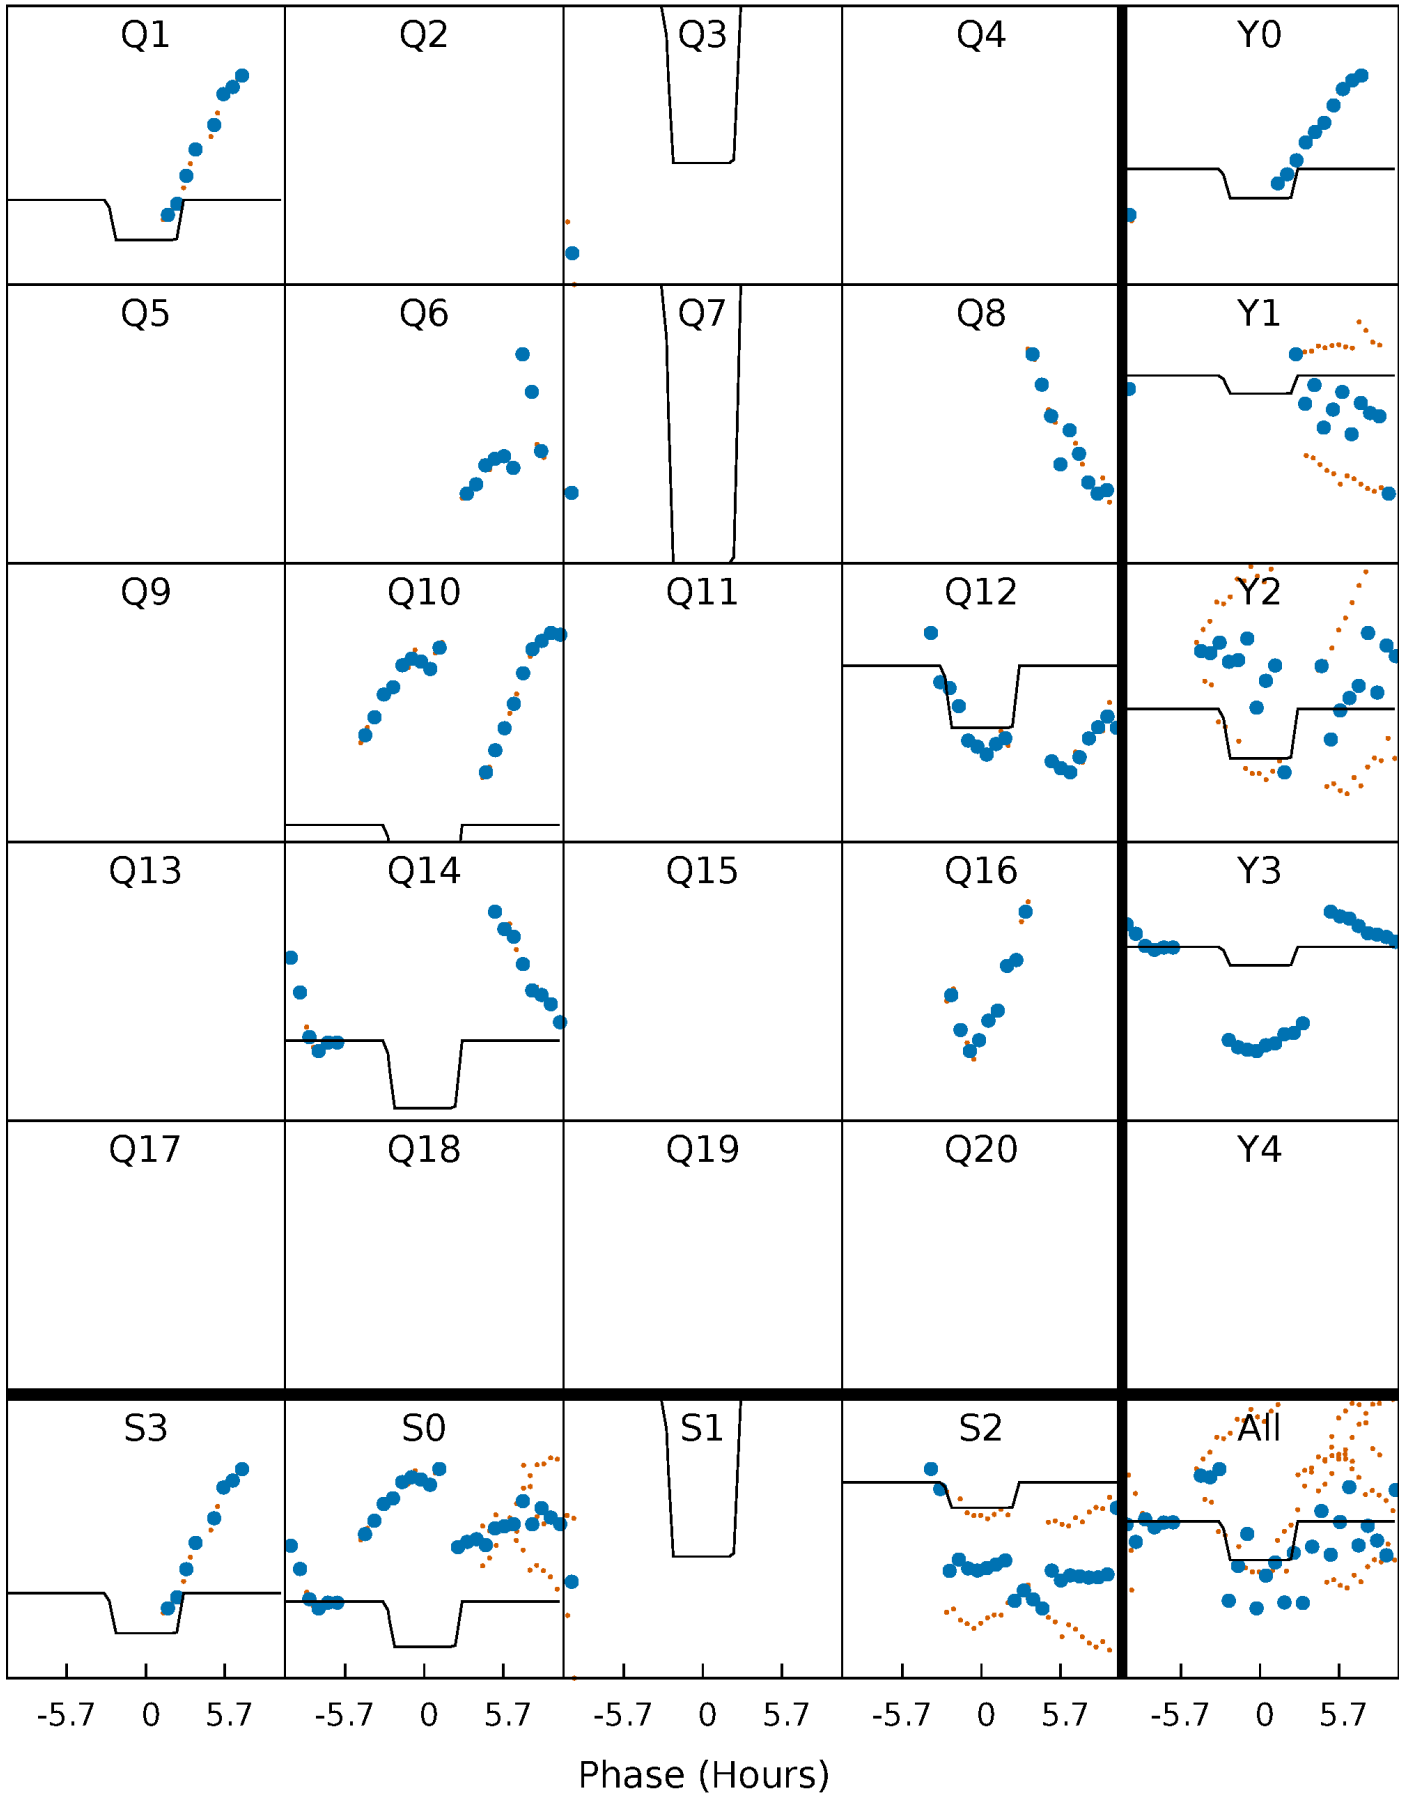 Q1 Q2 Q3 Q4 Y0
Q5 Q6 Q7 Q8 Y1
Q9 Q10 Q11 Q12 Y2
Q13 Q14 Q15 Q16 Y3
Q17 Q18 Q19 Q20 Y4
S3 S0 S1 S2 All
-5.7 0 5.7 -5.7 0 5.7 -5.7 0 5.7 -5.7 0 5.7 -5.7 0 5.7
Phase (Hours)